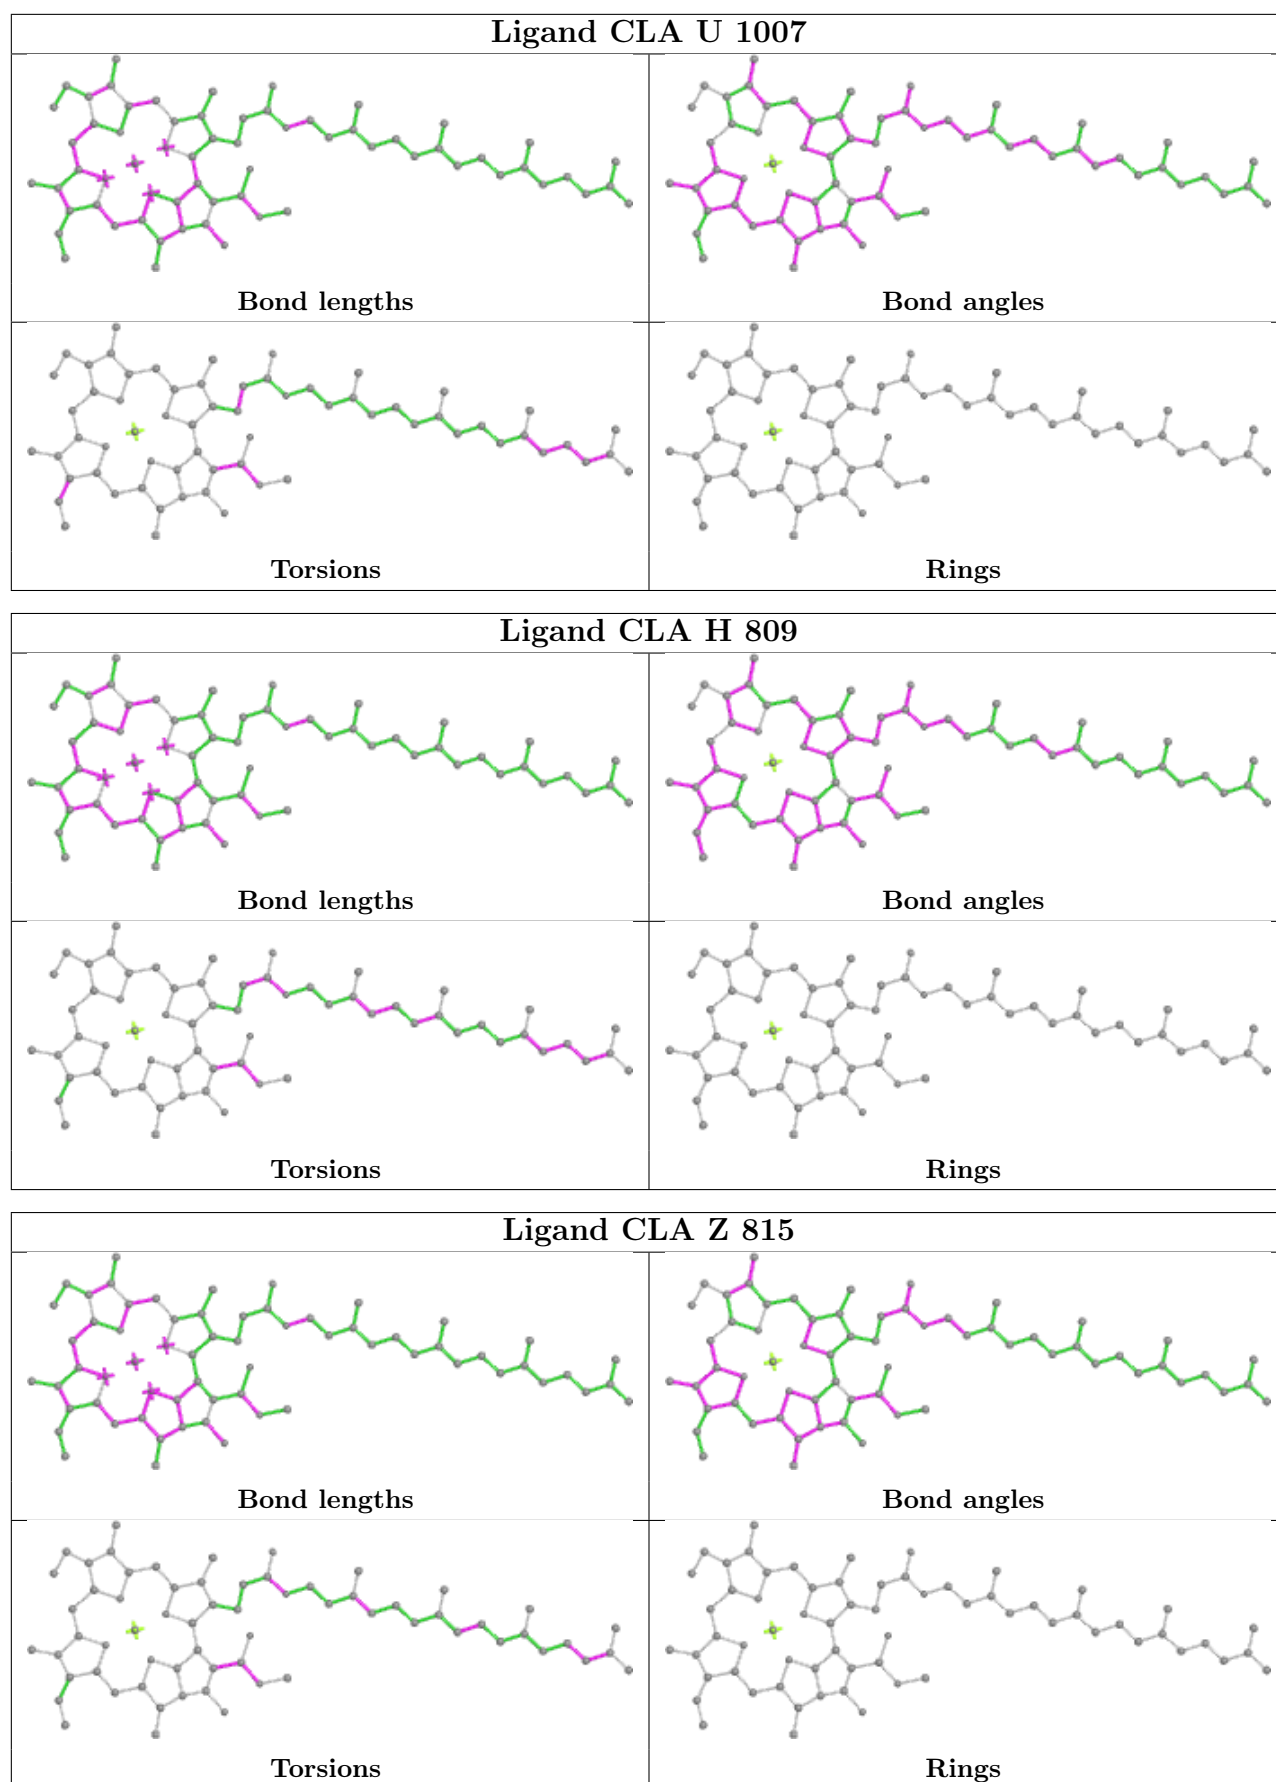 Ligand CLA U 1007
Bond lengths
Bond angles
Torsions
Rings
Ligand CLA H 809
Bond lengths
Bond angles
Torsions
Rings
Ligand CLA Z 815
Bond lengths
Bond angles
Torsions
Rings